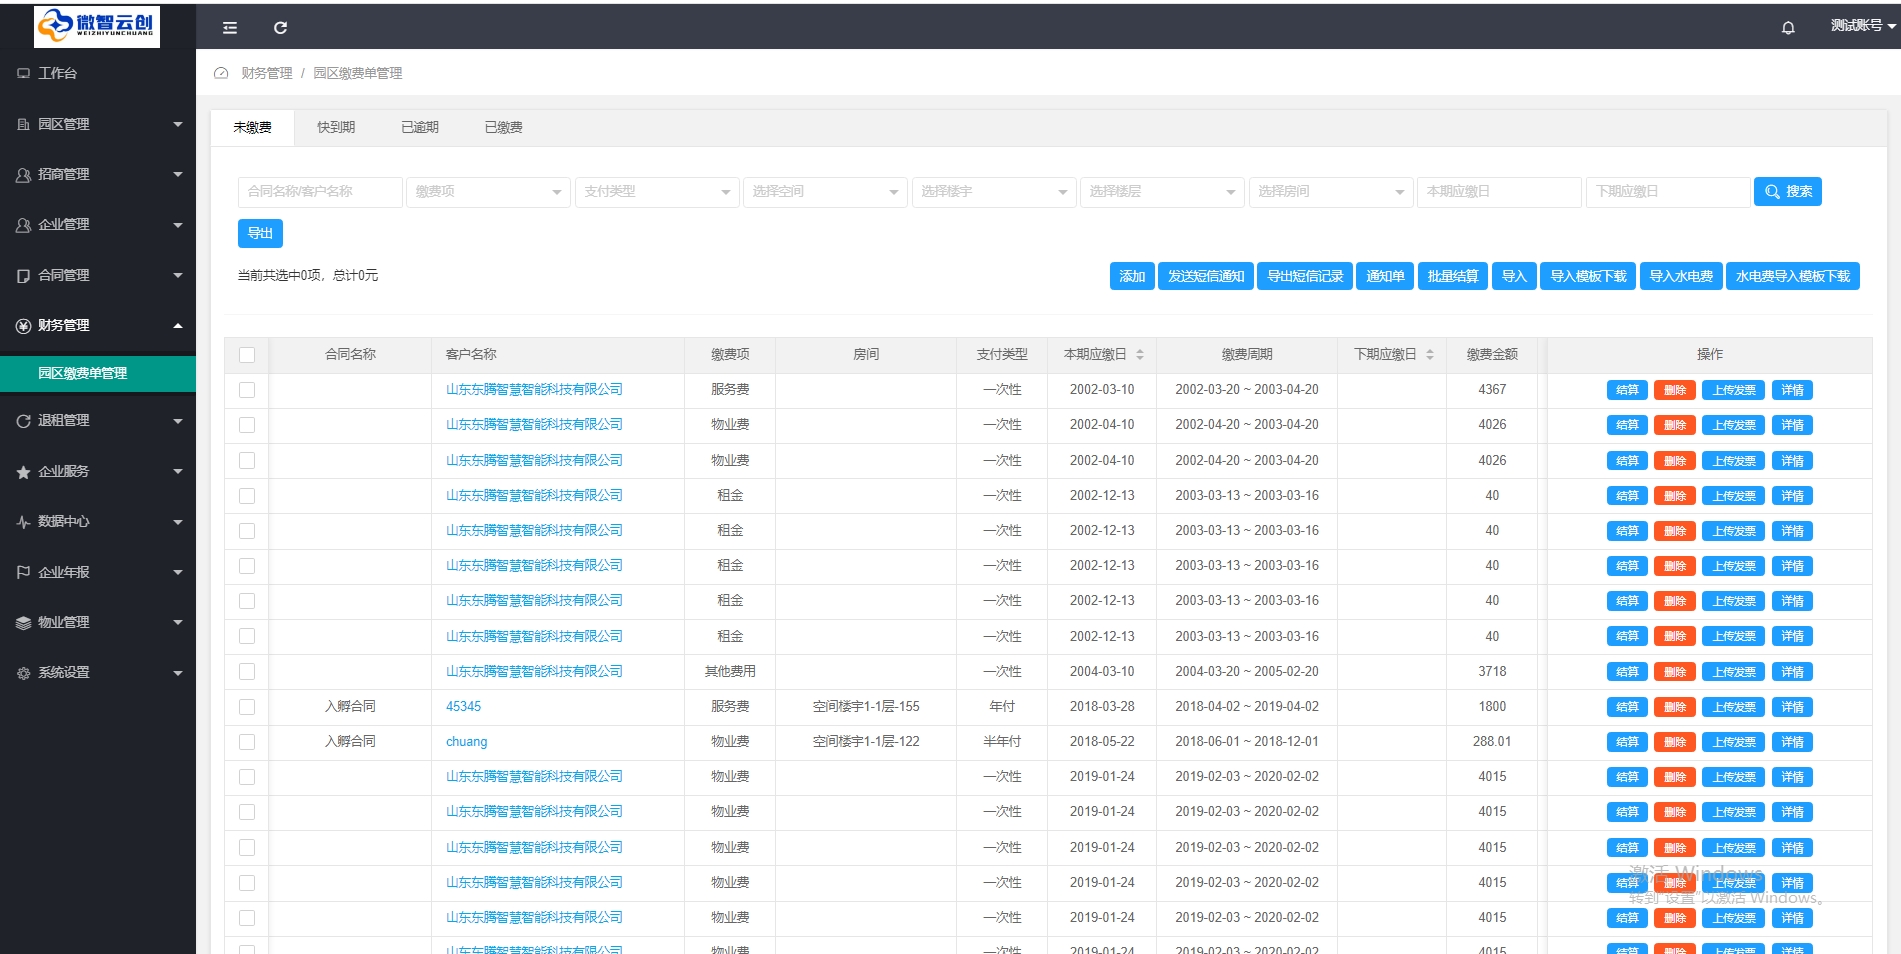 微智云创
WEIZHIYUNCHUANG
测试账号
工作台
园区管理
招商管理
企业管理
合同管理
财务管理
园区缴费单管理
退租管理
企业服务
数据中心
企业年报
物业管理
系统设置
财务管理 / 园区缴费单管理
未缴费 快到期 已逾期 已缴费
合同名称/客户名称 缴费项 支付类型 选择空间 选择楼宇 选择楼层 选择房间 本期应缴日 下期应缴日 搜索
导出
当前共选中0项，总计0元
添加 发送短信通知 导出短信记录 通知单 批量结算 导入 导入模板下载 导入水电费 水电费导入模板下载
合同名称 客户名称 缴费项 房间 支付类型 本期应缴日 缴费周期 下期应缴日 缴费金额 操作
山东东腾智慧智能科技有限公司 服务费 一次性 2002-03-10 2002-03-20 ~ 2003-04-20 4367 结算 删除 上传发票 详情
山东东腾智慧智能科技有限公司 物业费 一次性 2002-04-10 2002-04-20 ~ 2003-04-20 4026 结算 删除 上传发票 详情
山东东腾智慧智能科技有限公司 物业费 一次性 2002-04-10 2002-04-20 ~ 2003-04-20 4026 结算 删除 上传发票 详情
山东东腾智慧智能科技有限公司 租金 一次性 2002-12-13 2003-03-13 ~ 2003-03-16 40 结算 删除 上传发票 详情
山东东腾智慧智能科技有限公司 租金 一次性 2002-12-13 2003-03-13 ~ 2003-03-16 40 结算 删除 上传发票 详情
山东东腾智慧智能科技有限公司 租金 一次性 2002-12-13 2003-03-13 ~ 2003-03-16 40 结算 删除 上传发票 详情
山东东腾智慧智能科技有限公司 租金 一次性 2002-12-13 2003-03-13 ~ 2003-03-16 40 结算 删除 上传发票 详情
山东东腾智慧智能科技有限公司 租金 一次性 2002-12-13 2003-03-13 ~ 2003-03-16 40 结算 删除 上传发票 详情
山东东腾智慧智能科技有限公司 其他费用 一次性 2004-03-10 2004-03-20 ~ 2005-02-20 3718 结算 删除 上传发票 详情
入孵合同 45345 服务费 空间楼宇1-1层-155 年付 2018-03-28 2018-04-02 ~ 2019-04-02 1800 结算 删除 上传发票 详情
入孵合同 chuang 物业费 空间楼宇1-1层-122 半年付 2018-05-22 2018-06-01 ~ 2018-12-01 288.01 结算 删除 上传发票 详情
山东东腾智慧智能科技有限公司 物业费 一次性 2019-01-24 2019-02-03 ~ 2020-02-02 4015 结算 删除 上传发票 详情
山东东腾智慧智能科技有限公司 物业费 一次性 2019-01-24 2019-02-03 ~ 2020-02-02 4015 结算 删除 上传发票 详情
山东东腾智慧智能科技有限公司 物业费 一次性 2019-01-24 2019-02-03 ~ 2020-02-02 4015 结算 删除 上传发票 详情
山东东腾智慧智能科技有限公司 物业费 一次性 2019-01-24 2019-02-03 ~ 2020-02-02 4015 结算 删除 上传发票 详情
山东东腾智慧智能科技有限公司 物业费 一次性 2019-01-24 2019-02-03 ~ 2020-02-02 4015 结算 删除 上传发票 详情
山东东腾智慧智能科技有限公司 物业费 一次性 2019-01-24 2019-02-03 ~ 2020-02-02 4015 结算 删除 上传发票 详情
激活 Windows
转到"设置"以激活 Windows。